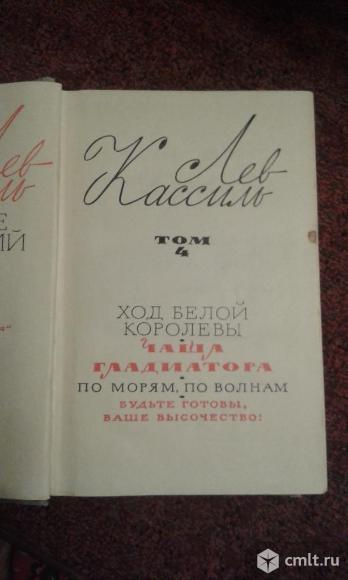 Лев
Кассиль
ТОМ
4
ХОД БЕЛОЙ
КОРОЛЕВЫ
ЧАША
ГЛАДИАТОРА
ПО МОРЯМ, ПО ВОЛНАМ
БУДЬТЕ ГОТОВЫ,
ВАШЕ ВЫСОЧЕСТВО!
cmlt.ru